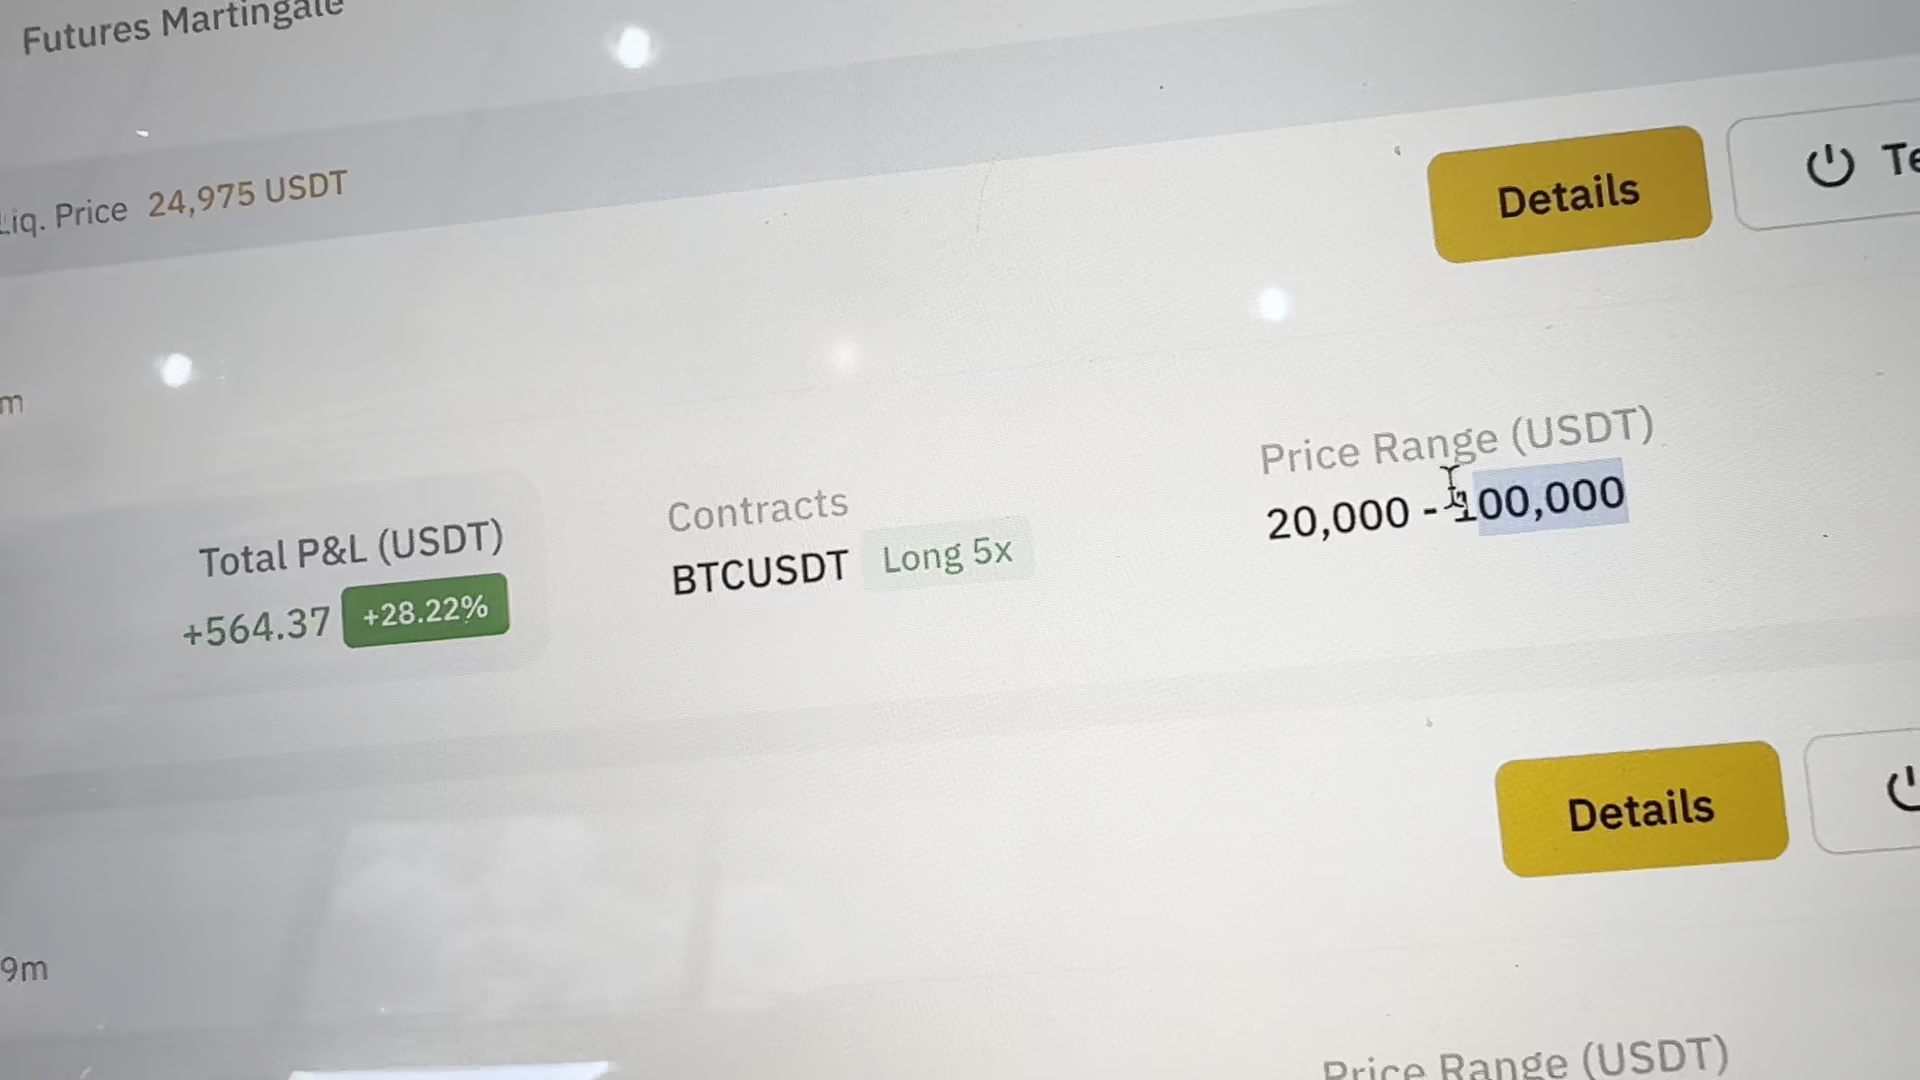 Futures Martingale
Liq. Price 24,975 USDT
Details
m
Price Range (USDT)
20,000 - 100,000
Contracts
BTCUSDT Long 5x
Total P&L (USDT)
+564.37 +28.22%
Details
9m
Price Range (USDT)